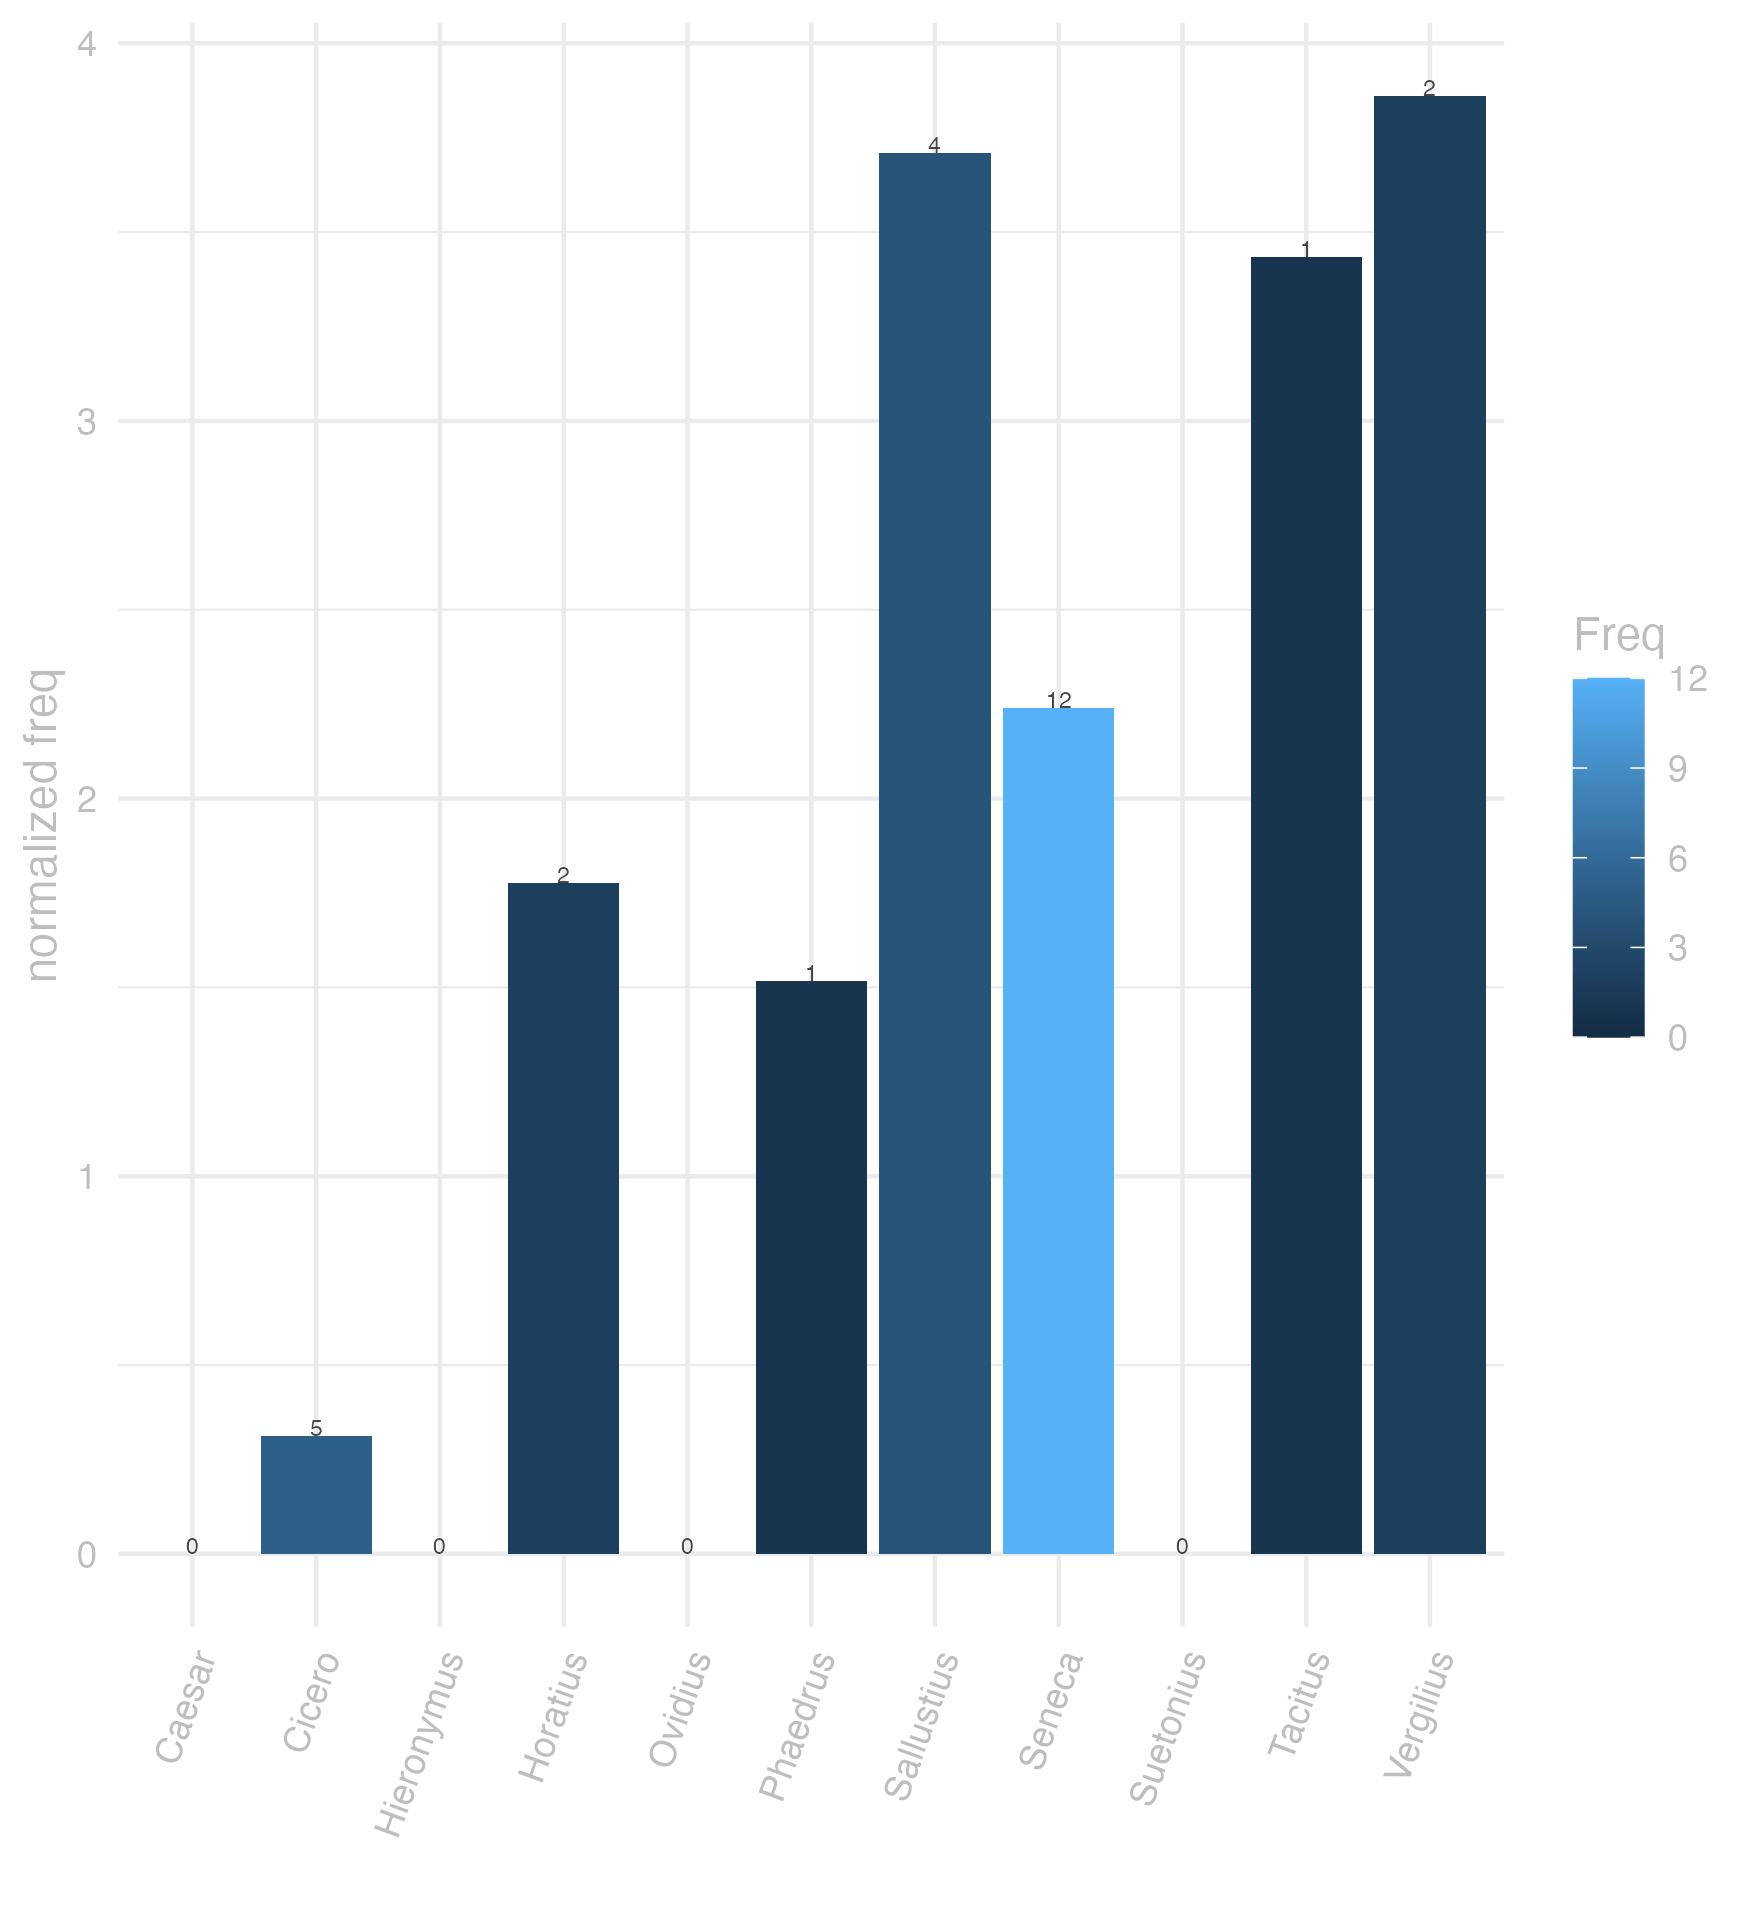 4
3
2
1
0
normalized freq
0
5
0
2
0
1
4
12
0
1
2
Caesar
Cicero
Hieronymus
Horatius
Ovidius
Phaedrus
Sallustius
Seneca
Suetonius
Tacitus
Vergilius
Freq
12
9
6
3
0